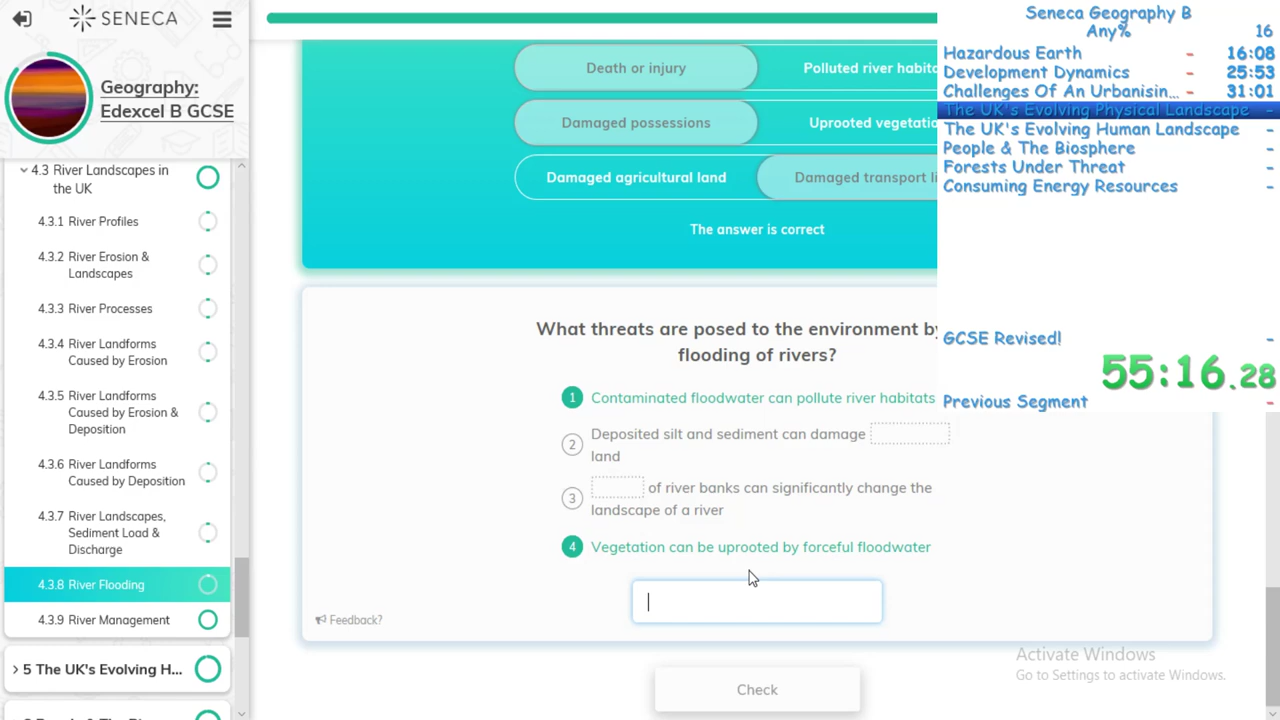 SENECA
Geography:
Edexcel B GCSE
4.3 River Landscapes in
the UK
4.3.1 River Profiles
4.3.2 River Erosion &
Landscapes
4.3.3 River Processes
4.3.4 River Landforms
Caused by Erosion
4.3.5 River Landforms
Caused by Erosion &
Deposition
4.3.6 River Landforms
Caused by Deposition
4.3.7 River Landscapes,
Sediment Load &
Discharge
4.3.8 River Flooding
4.3.9 River Management
5 The UK's Evolving H...
Death or injury
Polluted river habita
Damaged possessions
Uprooted vegetatio
Damaged agricultural land
Damaged transport li
The answer is correct
What threats are posed to the environment by
flooding of rivers?
1 Contaminated floodwater can pollute river habitats
2 Deposited silt and sediment can damage
land
3 of river banks can significantly change the
landscape of a river
4 Vegetation can be uprooted by forceful floodwater
Feedback?
Check
Seneca Geography B
Any% 16
Hazardous Earth - 16:08
Development Dynamics - 25:53
Challenges Of An Urbanisin... - 31:01
The UK's Evolving Physical Landscape -
The UK's Evolving Human Landscape -
People & The Biosphere -
Forests Under Threat -
Consuming Energy Resources -
GCSE Revised! -
55:16.28
Previous Segment -
Activate Windows
Go to Settings to activate Windows.